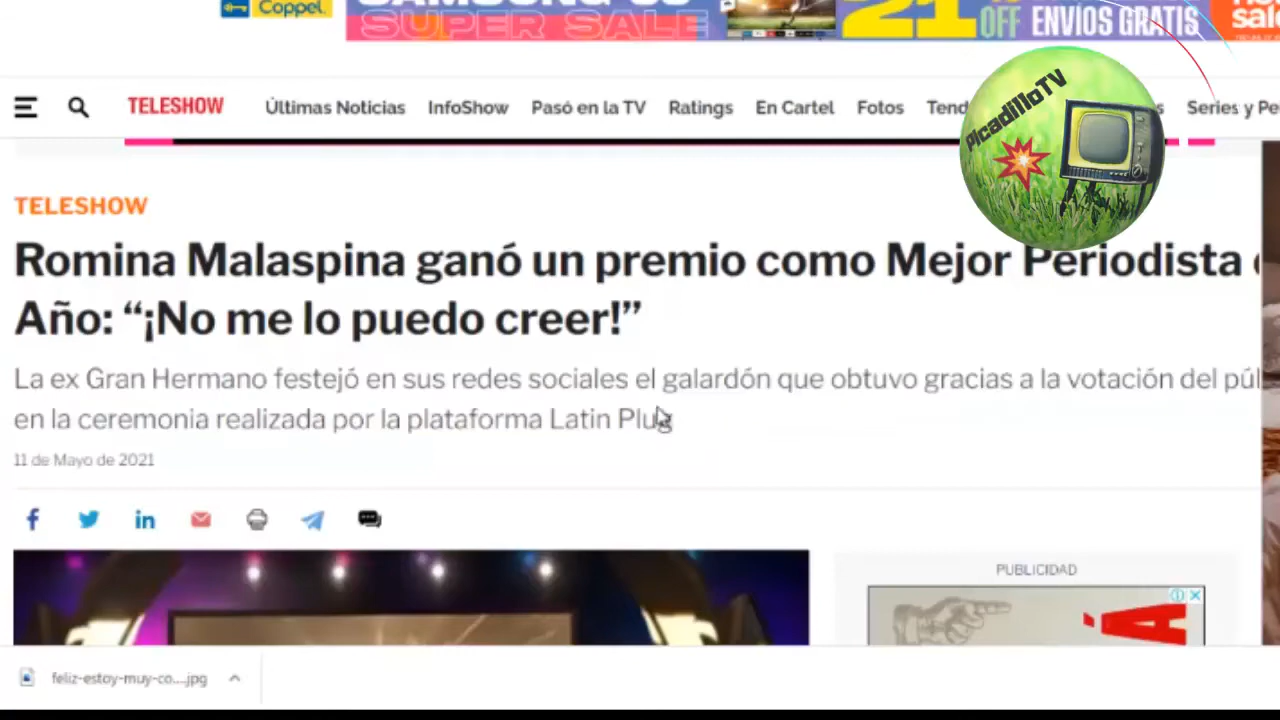 Coppel.
SUPER SALE
21
OFF
ENVIOS GRATIS
TELESHOW Últimas Noticias InfoShow Pasó en la TV Ratings En Cartel Fotos Tend
Series y Pe
PicadilloTV
TELESHOW
Romina Malaspina ganó un premio como Mejor Periodista
Año: “¡No me lo puedo creer!”
La ex Gran Hermano festejó en sus redes sociales el galardón que obtuvo gracias a la votación del púl
en la ceremonia realizada por la plataforma Latin Plug
11 de Mayo de 2021
PUBLICIDAD
feliz-estoy-muy-co....jpg